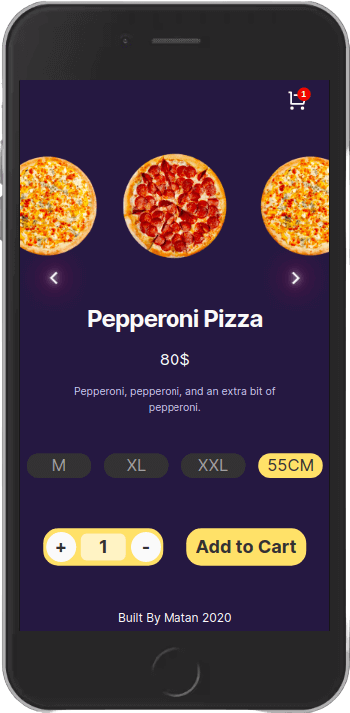 1
Pepperoni Pizza
80$
Pepperoni, pepperoni, and an extra bit of
pepperoni.
M XL XXL 55CM
+ 1 - Add to Cart
Built By Matan 2020